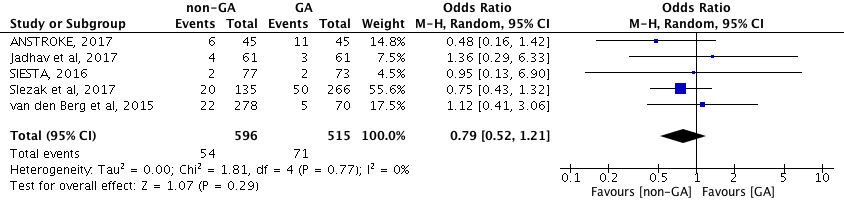 non-GA GA Odds Ratio Odds Ratio
Study or Subgroup Events Total Events Total Weight M-H, Random, 95% CI M-H, Random, 95% CI
ANSTROKE, 2017 6 45 11 45 14.8% 0.48 [0.16, 1.42]
Jadhav et al, 2017 4 61 3 61 7.5% 1.36 [0.29, 6.33]
SIESTA, 2016 2 77 2 73 4.5% 0.95 [0.13, 6.90]
Slezak et al, 2017 20 135 50 266 55.6% 0.75 [0.43, 1.32]
van den Berg et al, 2015 22 278 5 70 17.5% 1.12 [0.41, 3.06]
Total (95% CI) 596 515 100.0% 0.79 [0.52, 1.21]
Total events 54 71
Heterogeneity: Tau² = 0.00; Chi² = 1.81, df = 4 (P = 0.77); I² = 0%
Test for overall effect: Z = 1.07 (P = 0.29)
0.1 0.2 0.5 1 2 5 10
Favours [non-GA] Favours [GA]